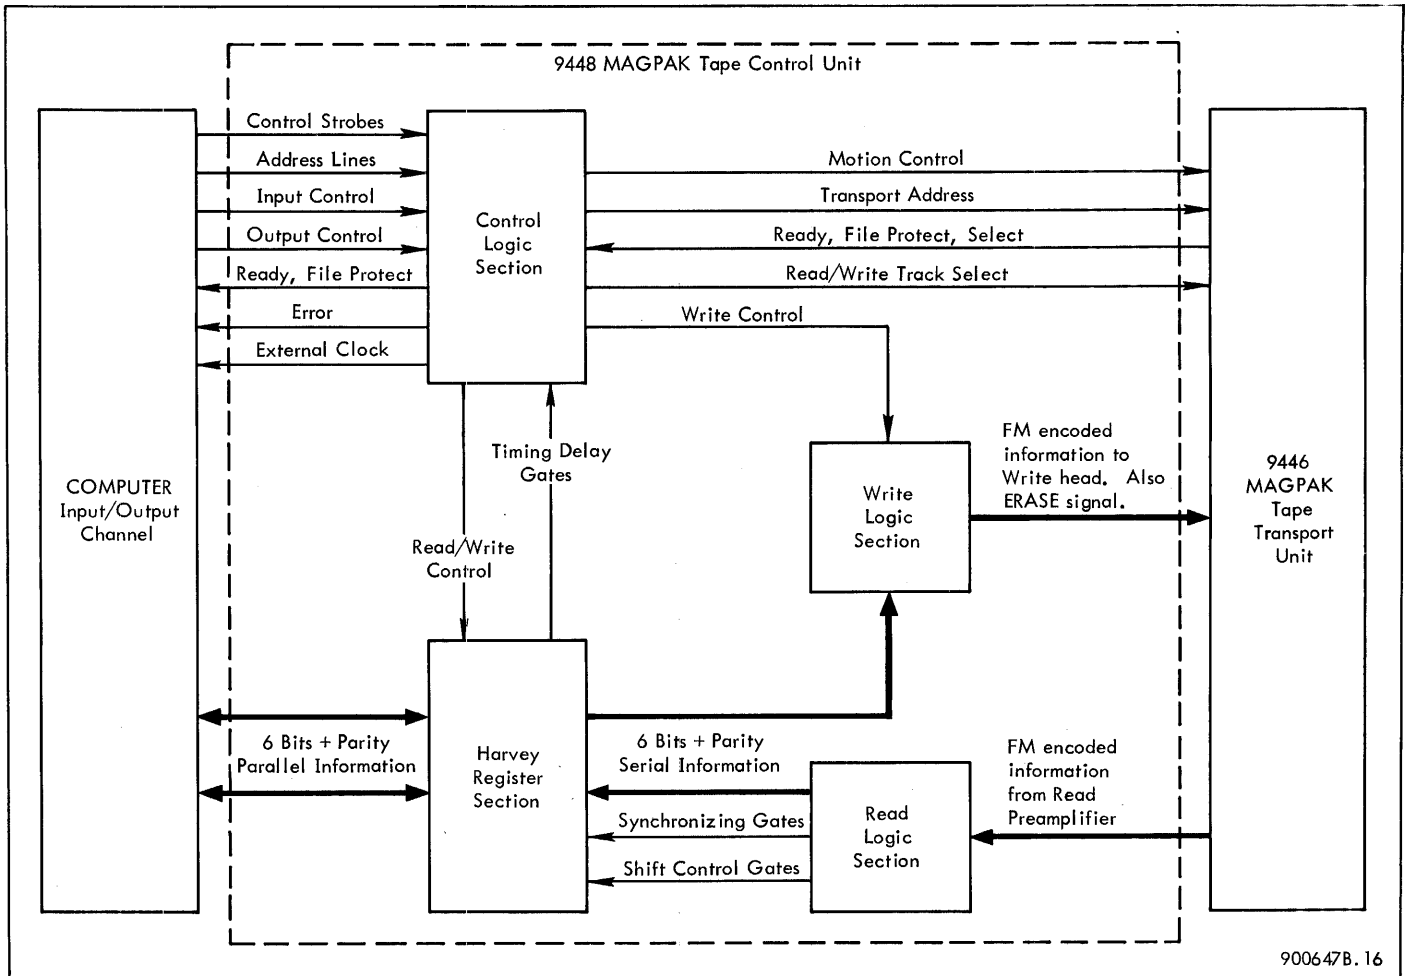 9448 MAGPAK Tape Control Unit
Control Strobes
Address Lines
Input Control
Output Control
Ready, File Protect
Error
External Clock
Control
Logic
Section
Motion Control
Transport Address
Ready, File Protect, Select
Read/Write Track Select
Write Control
Timing Delay
Gates
Read/Write
Control
COMPUTER
Input/Output
Channel
Write
Logic
Section
FM encoded
information to
Write head. Also
ERASE signal.
9446
MAGPAK
Tape
Transport
Unit
6 Bits + Parity
Parallel Information
Harvey
Register
Section
6 Bits + Parity
Serial Information
Synchronizing Gates
Shift Control Gates
Read
Logic
Section
FM encoded
information
from Read
Preamplifier
900647B.16